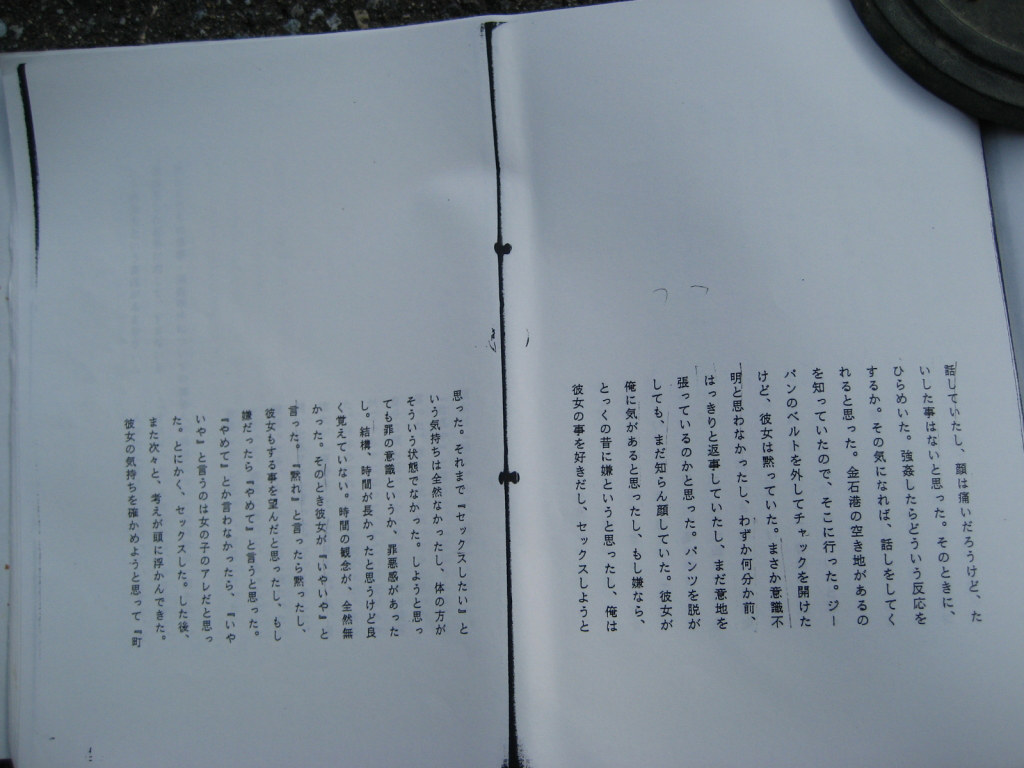 話していたし、顔は痛いだろうけど、た
いした事はないと思った。そのときに、
ひらめいた。強姦したらどういう反応を
するか。その気になれば、話しをしてく
れると思った。金石港の空き地があるの
を知っていたので、そこに行った。ジー
パンのベルトを外してチャックを開けた
けど、彼女は黙っていた。まさか意識不
明と思わなかったし、わずか何分か前、
はっきりと返事していたし、まだ意地を
張っているのかと思った。パンツを脱が
しても、まだ知らん顔していた。彼女が
俺に気があると思ったし、もし嫌なら、
とっくの昔に嫌というと思ったし、俺は
彼女の事を好きだし、セックスしようと
思った。それまで『セックスしたい』と
いう気持ちは全然なかったし、体の方が
そういう状態でなかった。しようと思っ
ても罪の意識というか、罪悪感があった
し。結構、時間が長かったと思うけど良
く覚えていない。時間の観念が、全然無
かった。そのとき彼女が『いやいや』と
言った。『黙れ』と言ったら黙ったし、
彼女もする事を望んだと思ったし、もし
嫌だったら『やめて』と言うと思った。
『やめて』とか言わなかったら、『いや
いや』と言うのは女の子のアレだと思っ
た。とにかく、セックスした。した後、
また次々と、考えが頭に浮かんできた。
彼女の気持ちを確かめようと思って『町